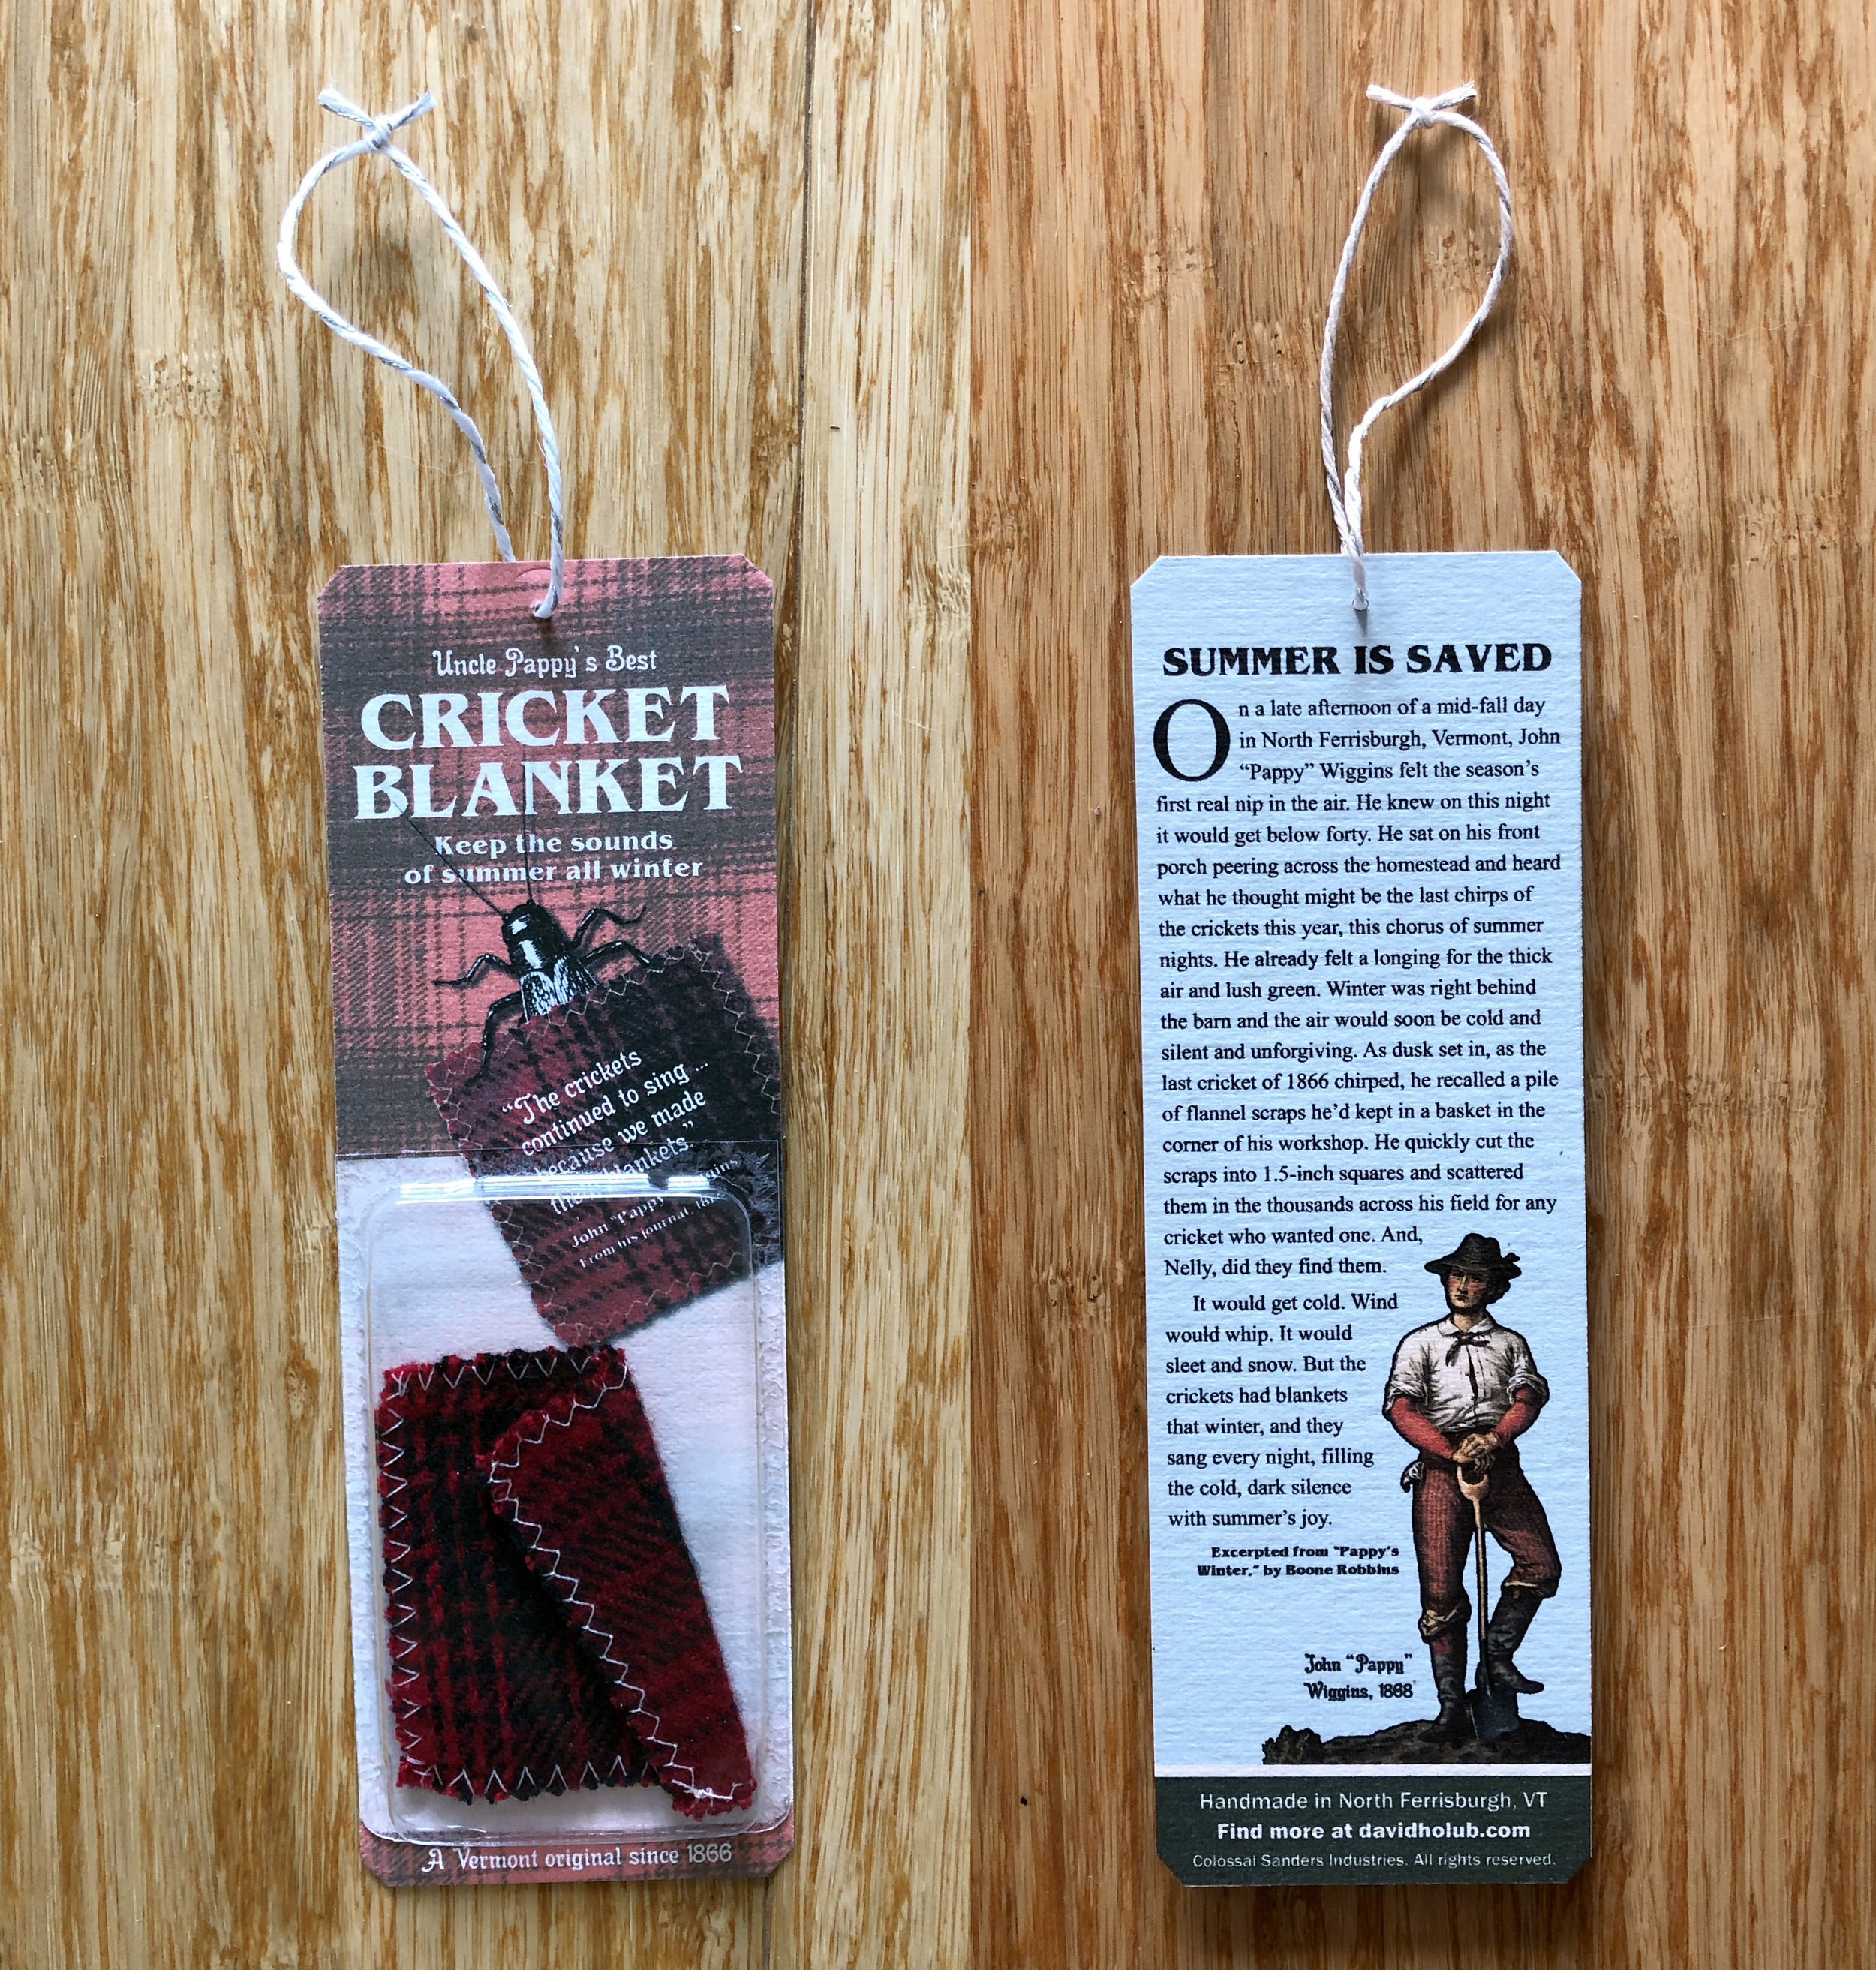 Uncle Pappy's Best
CRICKET
BLANKET
Keep the sounds
of summer all winter
“The crickets
continued to sing ...
because we made
blankets.”
John “Pappy”
From his journal,
A Vermont original since 1866
SUMMER IS SAVED
On a late afternoon of a mid-fall day
in North Ferrisburgh, Vermont, John
“Pappy” Wiggins felt the season’s
first real nip in the air. He knew on this night
it would get below forty. He sat on his front
porch peering across the homestead and heard
what he thought might be the last chirps of
the crickets this year, this chorus of summer
nights. He already felt a longing for the thick
air and lush green. Winter was right behind
the barn and the air would soon be cold and
silent and unforgiving. As dusk set in, as the
last cricket of 1866 chirped, he recalled a pile
of flannel scraps he’d kept in a basket in the
corner of his workshop. He quickly cut the
scraps into 1.5-inch squares and scattered
them in the thousands across his field for any
cricket who wanted one. And,
Nelly, did they find them.
It would get cold. Wind
would whip. It would
sleet and snow. But the
crickets had blankets
that winter, and they
sang every night, filling
the cold, dark silence
with summer’s joy.
Excerpted from “Pappy’s
Winter,” by Boone Robbins
John “Pappy”
Wiggins, 1868
Handmade in North Ferrisburgh, VT
Find more at davidholub.com
Colossal Sanders Industries. All rights reserved.